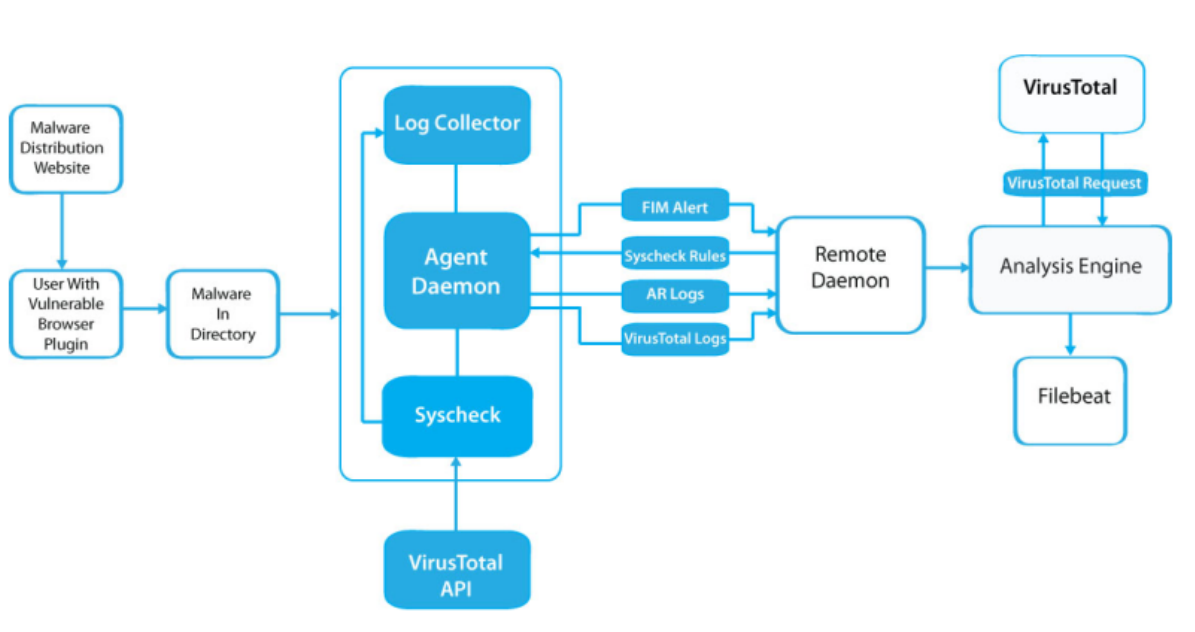 Malware
Distribution
Website
User With
Vulnerable
Browser
Plugin
Malware
In
Directory
Log Collector
Agent
Daemon
Syscheck
VirusTotal
API
FIM Alert
Syscheck Rules
AR Logs
VirusTotal Logs
Remote
Daemon
VirusTotal
VirusTotal Request
Analysis Engine
Filebeat